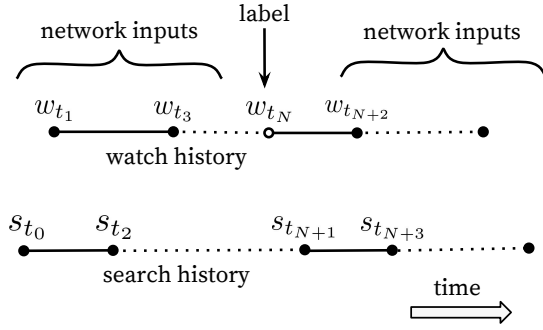 label
network inputs network inputs
w_{t_1} w_{t_3} w_{t_N} w_{t_{N+2}}
watch history
s_{t_0} s_{t_2} s_{t_{N+1}} s_{t_{N+3}}
search history
time